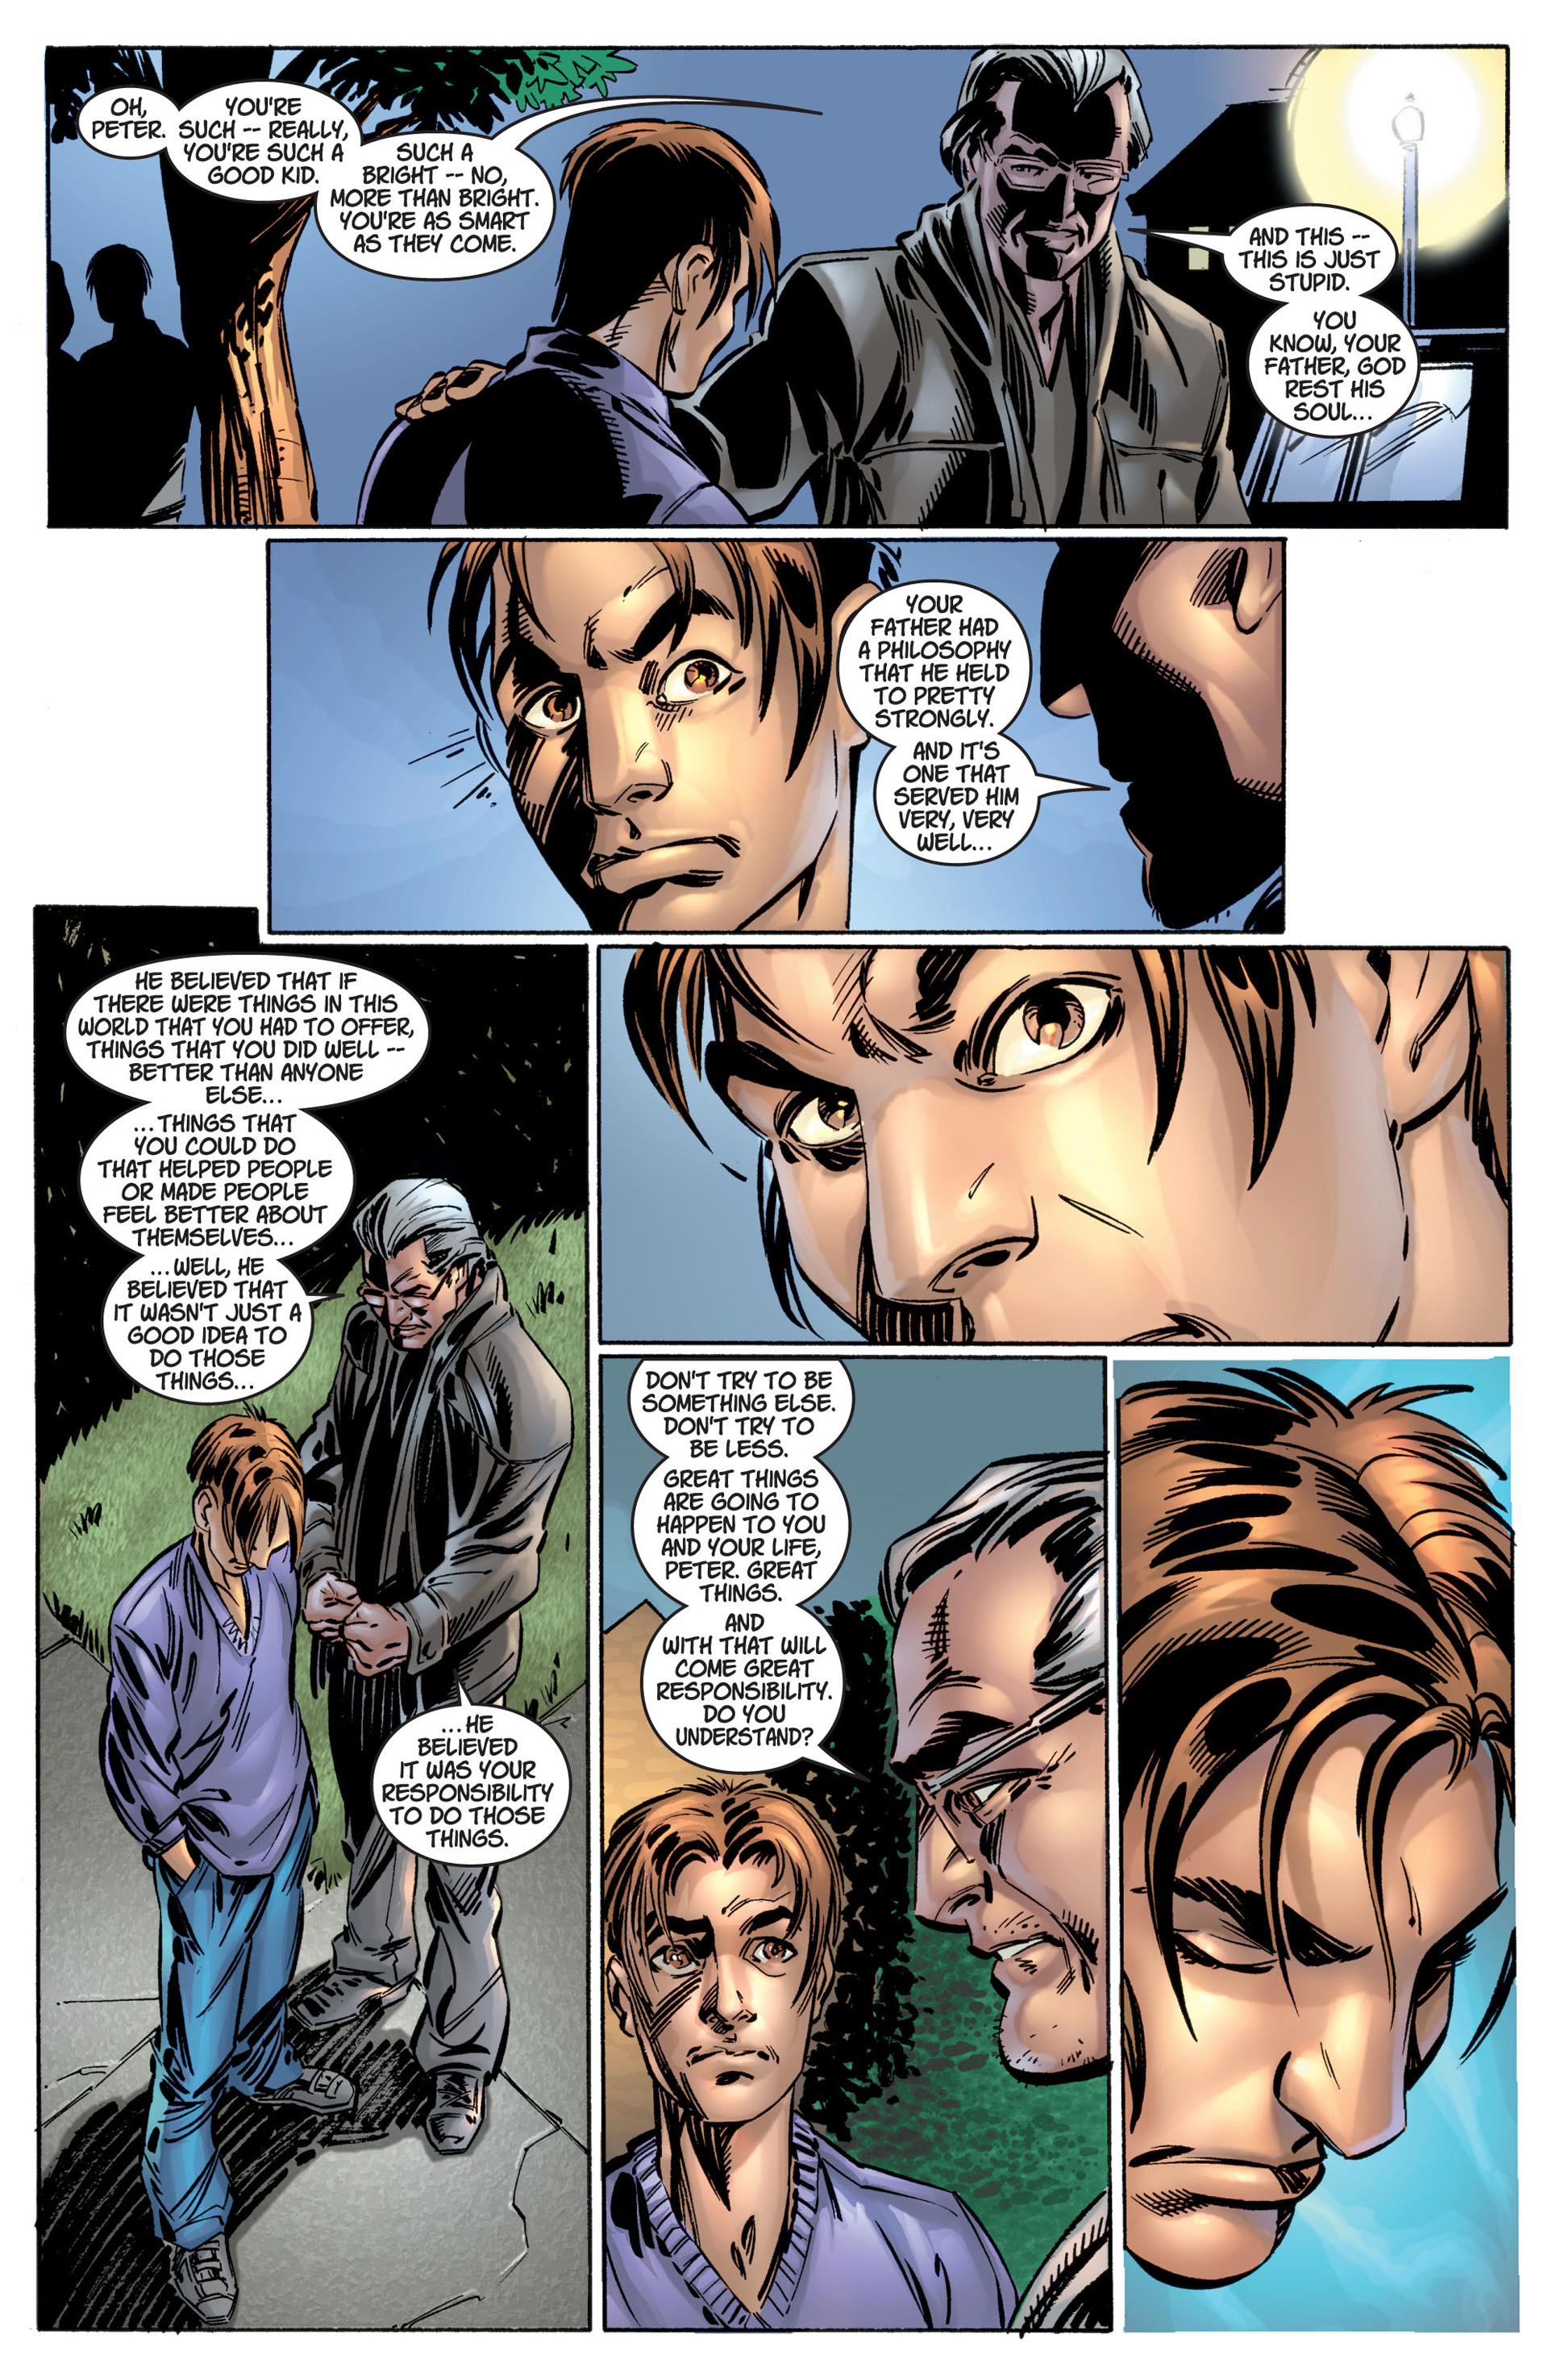 OH,
PETER.
YOU'RE
SUCH -- REALLY,
YOU'RE SUCH A
GOOD KID.
SUCH A
BRIGHT -- NO,
MORE THAN BRIGHT.
YOU'RE AS SMART
AS THEY COME.
AND THIS --
THIS IS JUST
STUPID.
YOU
KNOW, YOUR
FATHER, GOD
REST HIS
SOUL...
YOUR
FATHER HAD
A PHILOSOPHY
THAT HE HELD
TO PRETTY
STRONGLY.
AND IT'S
ONE THAT
SERVED HIM
VERY, VERY
WELL...
HE BELIEVED THAT IF
THERE WERE THINGS IN THIS
WORLD THAT YOU HAD TO OFFER,
THINGS THAT YOU DID WELL --
BETTER THAN ANYONE
ELSE...
...THINGS THAT
YOU COULD DO
THAT HELPED PEOPLE
OR MADE PEOPLE
FEEL BETTER ABOUT
THEMSELVES...
...WELL, HE
BELIEVED THAT
IT WASN'T JUST A
GOOD IDEA TO
DO THOSE
THINGS...
...HE
BELIEVED
IT WAS YOUR
RESPONSIBILITY
TO DO THOSE
THINGS.
DON'T TRY TO BE
SOMETHING ELSE.
DON'T TRY TO
BE LESS.
GREAT THINGS
ARE GOING TO
HAPPEN TO YOU
AND YOUR LIFE,
PETER. GREAT
THINGS.
AND
WITH THAT WILL
COME GREAT
RESPONSIBILITY.
DO YOU
UNDERSTAND?